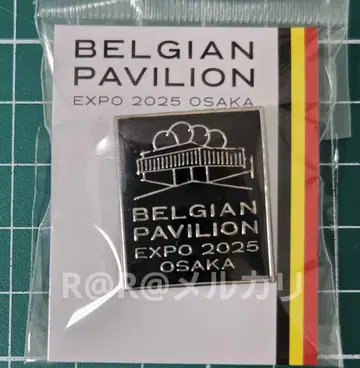 BELGIAN
PAVILION
EXPO 2025 OSAKA
BELGIAN
PAVILION
EXPO 2025
OSAKA
R@R@メルカリ